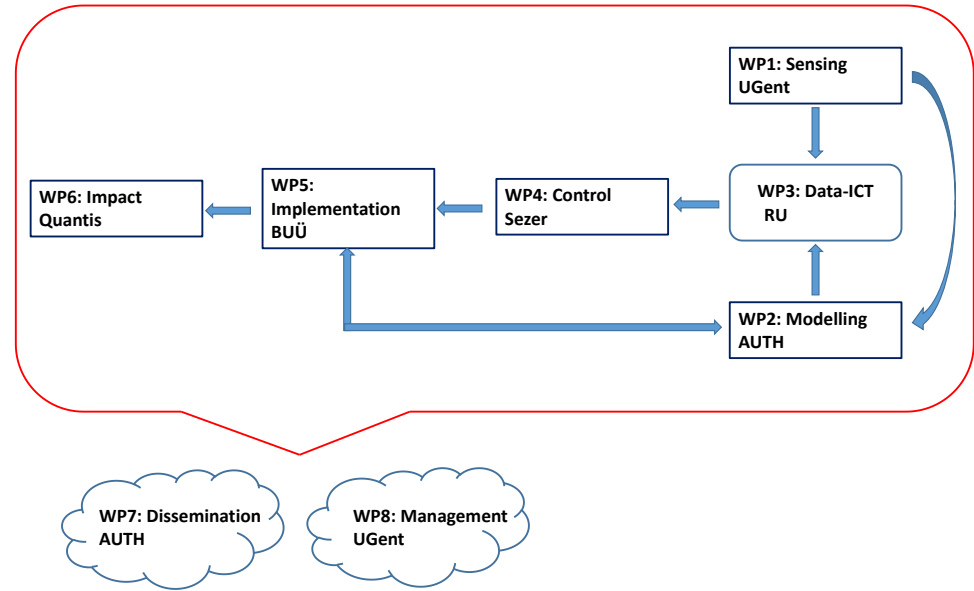 WP1: Sensing
UGent
WP6: Impact
Quantis
WP5:
Implementation
BUÜ
WP4: Control
Sezer
WP3: Data-ICT
RU
WP2: Modelling
AUTH
WP7: Dissemination
AUTH
WP8: Management
UGent